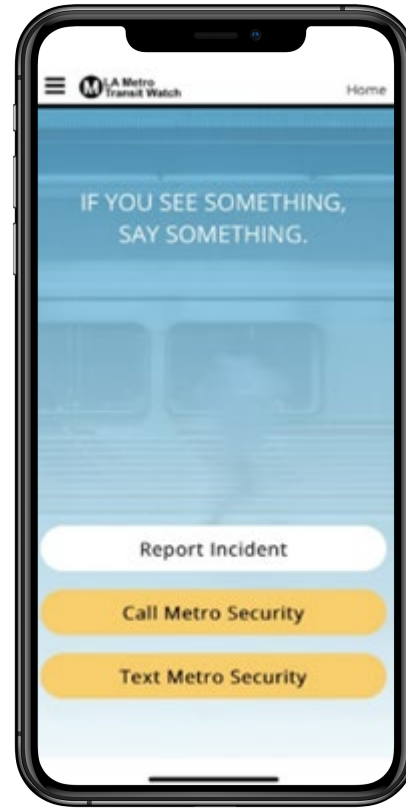 LA Metro
Transit Watch
Home
IF YOU SEE SOMETHING,
SAY SOMETHING.
Report Incident
Call Metro Security
Text Metro Security